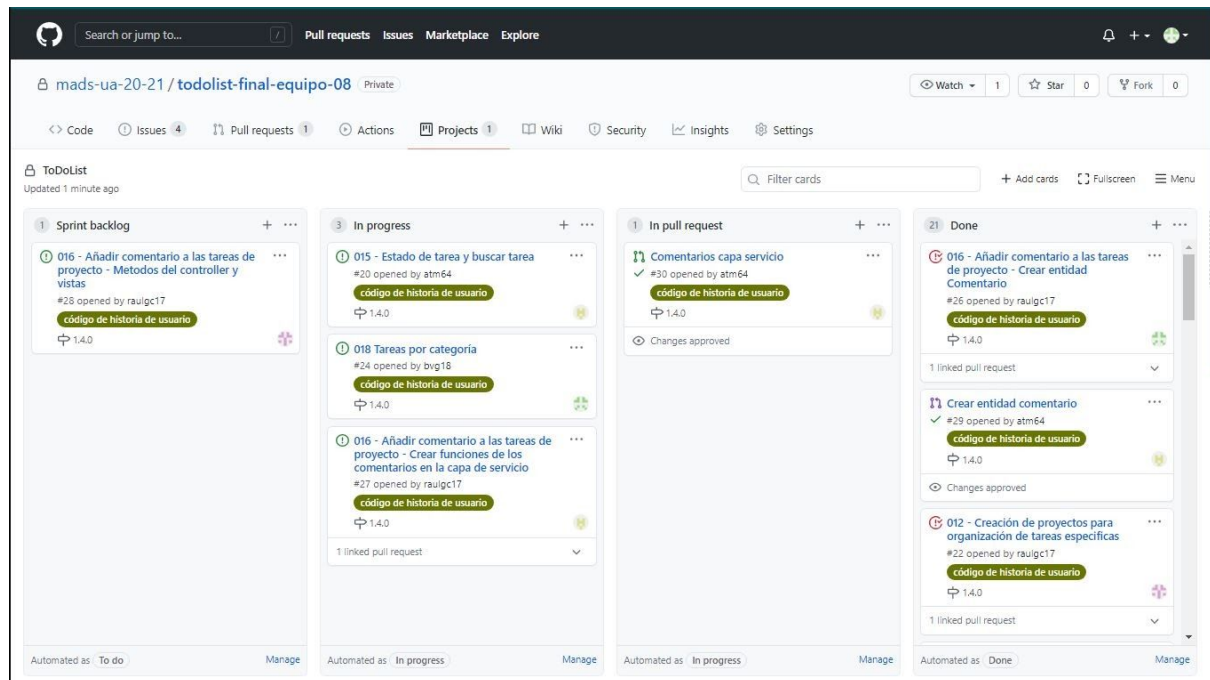 Search or jump to... /
Pull requests Issues Marketplace Explore
mads-ua-20-21 / todolist-final-equipo-08 Private
Watch 1
Star 0
Fork 0
Code
Issues 4
Pull requests 1
Actions
Projects 1
Wiki
Security
Insights
Settings
ToDoList
Updated 1 minute ago
Filter cards
+ Add cards
Fullscreen
Menu
1 Sprint backlog
016 - Añadir comentario a las tareas de
proyecto - Metodos del controller y
vistas
#28 opened by raulgc17
código de historia de usuario
1.4.0
Automated as To do
Manage
3 In progress
015 - Estado de tarea y buscar tarea
#20 opened by atm64
código de historia de usuario
1.4.0
018 Tareas por categoría
#24 opened by bvg18
código de historia de usuario
1.4.0
016 - Añadir comentario a las tareas de
proyecto - Crear funciones de los
comentarios en la capa de servicio
#27 opened by raulgc17
código de historia de usuario
1.4.0
1 linked pull request
Automated as In progress
Manage
1 In pull request
Comentarios capa servicio
#30 opened by atm64
código de historia de usuario
1.4.0
Changes approved
Automated as In progress
Manage
21 Done
016 - Añadir comentario a las tareas
de proyecto - Crear entidad
Comentario
#26 opened by raulgc17
código de historia de usuario
1.4.0
1 linked pull request
Crear entidad comentario
#29 opened by atm64
código de historia de usuario
1.4.0
Changes approved
012 - Creación de proyectos para
organización de tareas especificas
#22 opened by raulgc17
código de historia de usuario
1.4.0
1 linked pull request
Automated as Done
Manage